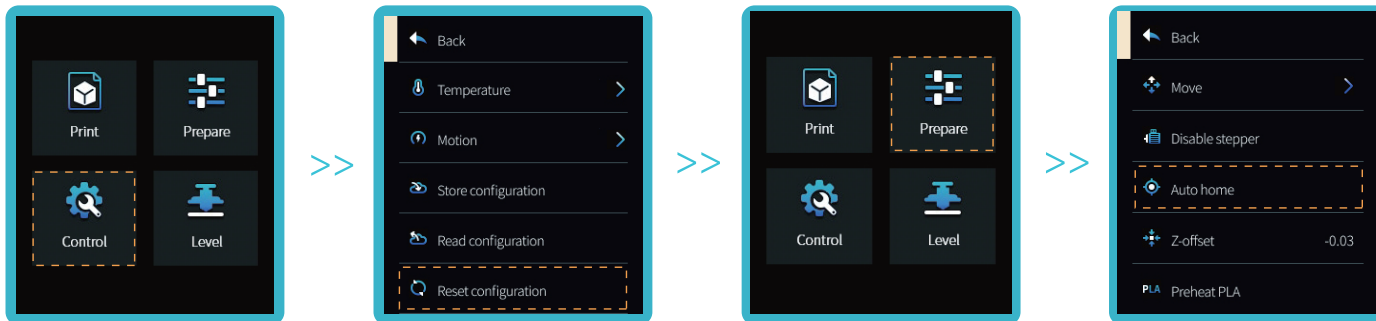 Print
Prepare
Control
Level
>>
Back
Temperature
Motion
Store configuration
Read configuration
Reset configuration
>>
Print
Prepare
Control
Level
>>
Back
Move
Disable stepper
Auto home
Z-offset -0.03
PLA Preheat PLA